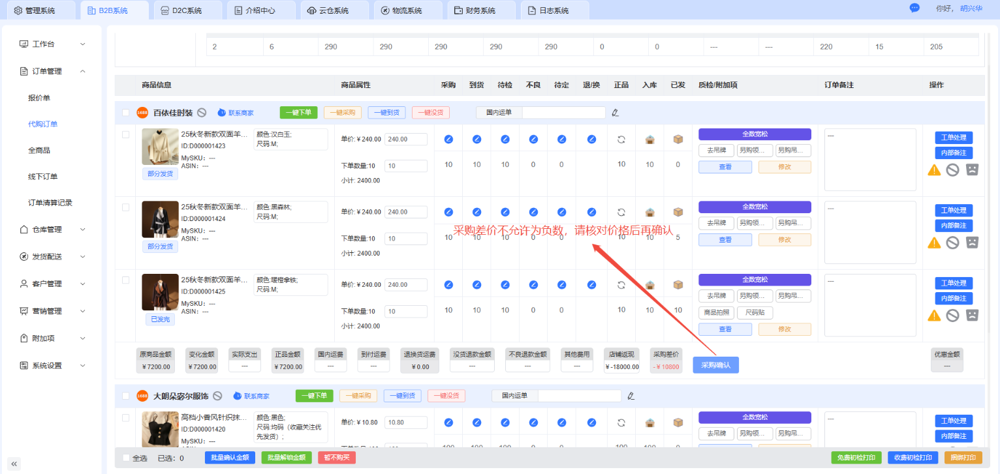 管理系统 B2B系统 D2C系统 介绍中心 云仓系统 物流系统 财务系统 日志系统 你好， 胡兴华
工作台
订单管理
报价单
代购订单
全商品
线下订单
订单清算记录
仓库管理
发货配送
客户管理
营销管理
附加项
系统设置
2 6 290 290 290 290 290 0 0 --- --- 220 15 205
商品信息 商品属性 采购 到货 待检 不良 待定 退/换 正品 入库 已发 质检/附加项 订单备注 操作
1688 百依佳时装 联系商家 一键下单 一键采购 一键到货 一键没货 国内运单
25秋冬新款双面羊... 颜色:汉白玉; 单价:￥240.00 240.00 全数宽松 --- 工单处理
ID:D000001423 尺码:M; 去吊牌 另购领... 另购吊... 内部备注
MySKU： --- 下单数量:10 10 10 10 10 0 0 0 10 10 0 查看 修改
ASIN： ---
部分发货 小计: 2400.00
25秋冬新款双面羊... 颜色:黑森林; 单价:￥240.00 240.00 全数宽松 --- 工单处理
ID:D000001424 尺码:M; 去吊牌 另购领... 另购吊... 内部备注
采购差价不允许为负数，请核对价格后再确认
MySKU： --- 下单数量:10 10 10 10 10 0 0 0 10 10 5 查看 修改
ASIN： ---
部分发货 小计: 2400.00
25秋冬新款双面羊... 颜色:暖橙拿铁; 单价:￥240.00 240.00 全数宽松 --- 工单处理
ID:D000001425 尺码:M; 去吊牌 另购领... 另购吊... 内部备注
MySKU： --- 下单数量:10 10 10 10 10 0 0 0 10 10 10 商品拍照 尺码贴
ASIN： ---
已发完 小计: 2400.00 查看 修改
原商品金额 变化金额 实际支出 正品金额 国内运费 到付运费 退换货运费 没货退款金额 不良退款金额 其他费用 店铺返现 采购差价 采购确认 优惠金额
￥7200.00 ￥7200.00 --- ￥7200.00 --- --- ￥0.00 --- --- --- ￥-18000.00 -￥10800 ---
1688 大朗朵宓尔服饰 联系商家 一键下单 一键采购 一键到货 一键没货 国内运单
高档小香风针织抹... 颜色:黑色; 单价:￥10.80 10.80 全数宽松 --- 工单处理
ID:D000001420 尺码:均码（收藏关注优 去吊牌 另购领... 另购吊... 内部备注
MySKU： --- 先发货）;
全选 已选： 0 批量确认金额 批量解锁金额 暂不购买 免费初检打印 收费初检打印 捆绑打印